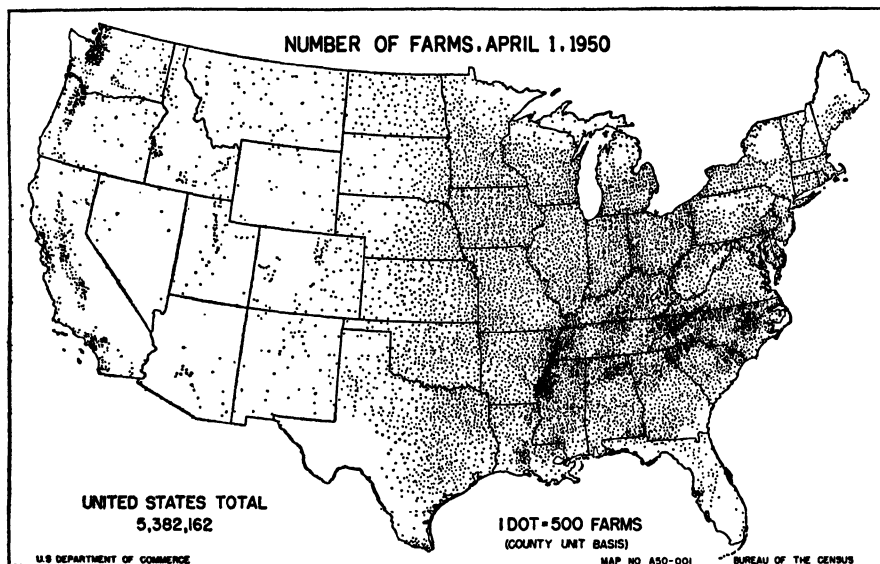 NUMBER OF FARMS, APRIL 1, 1950
UNITED STATES TOTAL
5,382,162
1 DOT = 500 FARMS
(COUNTY UNIT BASIS)
U.S DEPARTMENT OF COMMERCE
MAP NO A50-001
BUREAU OF THE CENSUS